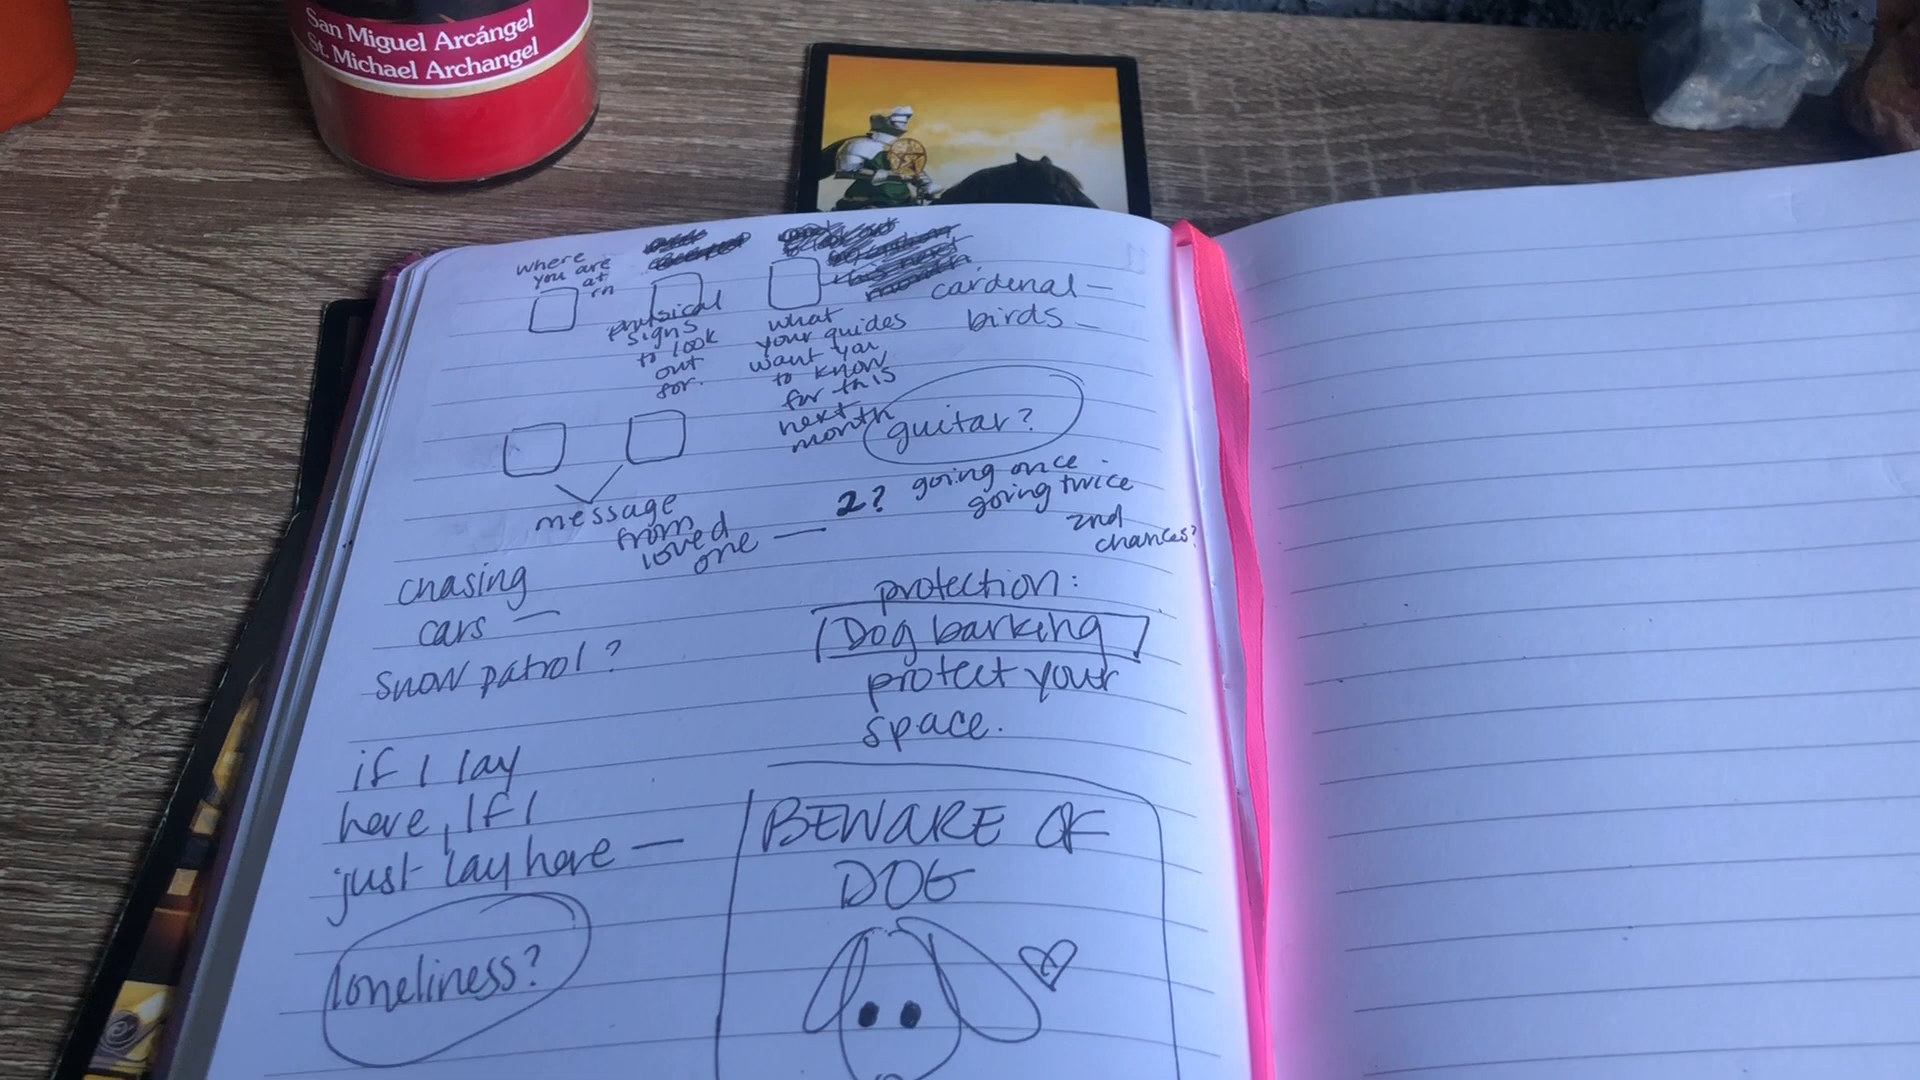 San Miguel Arcángel
St. Michael Archangel
where
you are
at
rn
physical
signs
to look
out
for.
what
your guides
want you
to know
for this
next
month
cardenal -
birds -
guitar?
message
from
loved
one —
2?
going once
going twice
2nd
chances?
chasing
cars —
snow patrol?
if I lay
here, If I
just lay here —
loneliness?
protection:
Dog barking
protect your
space.
BEWARE OF
DOG